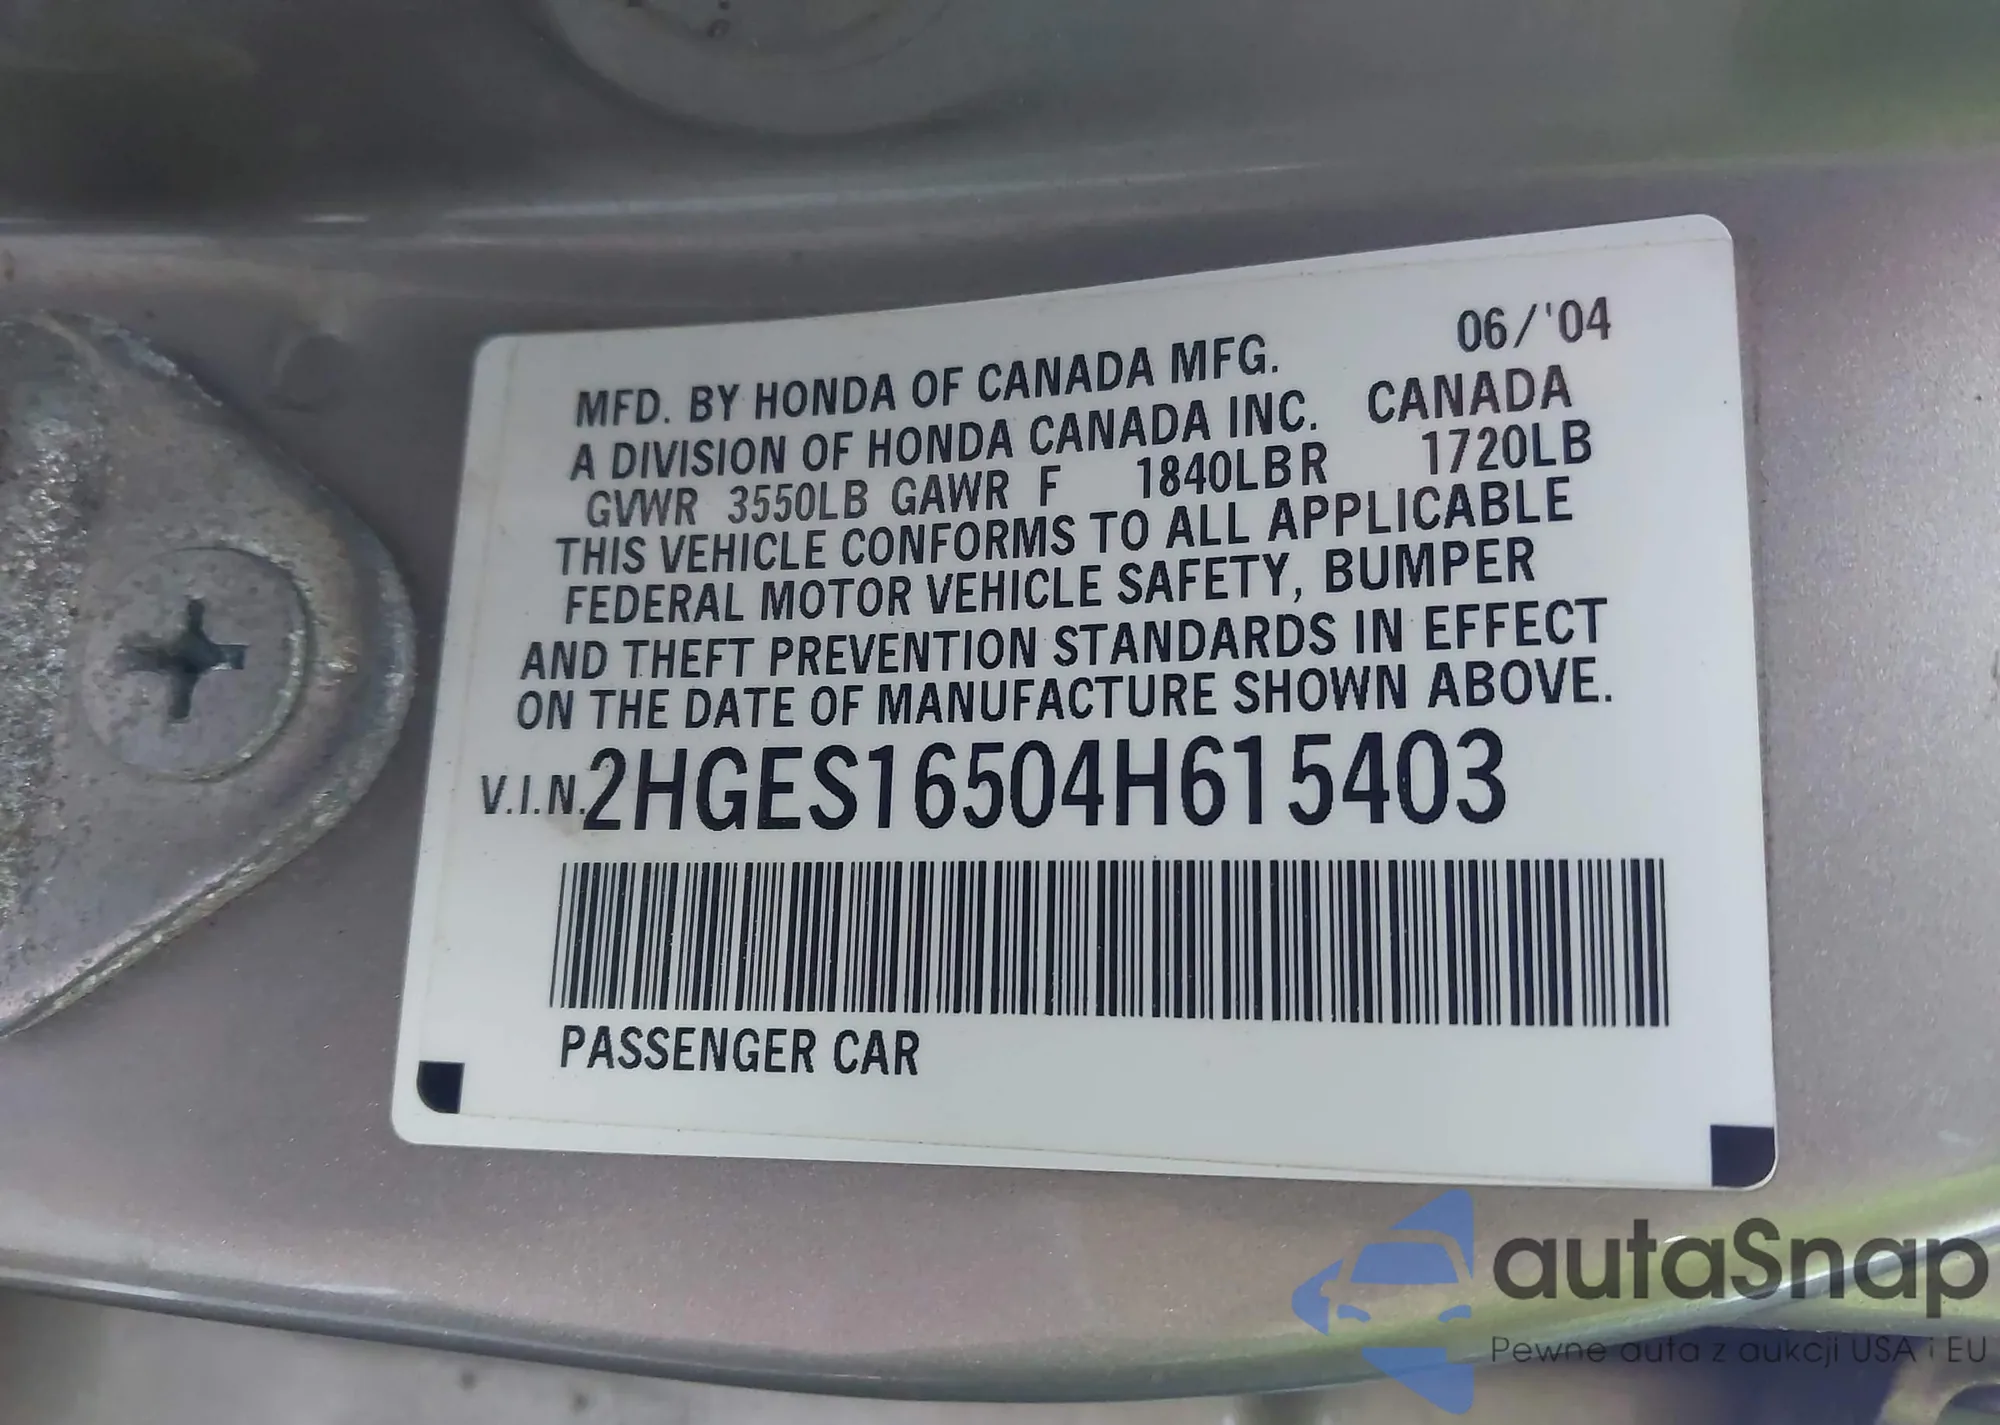 06/'04
MFD. BY HONDA OF CANADA MFG.
A DIVISION OF HONDA CANADA INC. CANADA
GVWR 3550LB GAWR F 1840LBR 1720LB
THIS VEHICLE CONFORMS TO ALL APPLICABLE
FEDERAL MOTOR VEHICLE SAFETY, BUMPER
AND THEFT PREVENTION STANDARDS IN EFFECT
ON THE DATE OF MANUFACTURE SHOWN ABOVE.
V.I.N. 2HGES16504H615403
PASSENGER CAR
autaSnap
Pewne auta z aukcji USA i EU